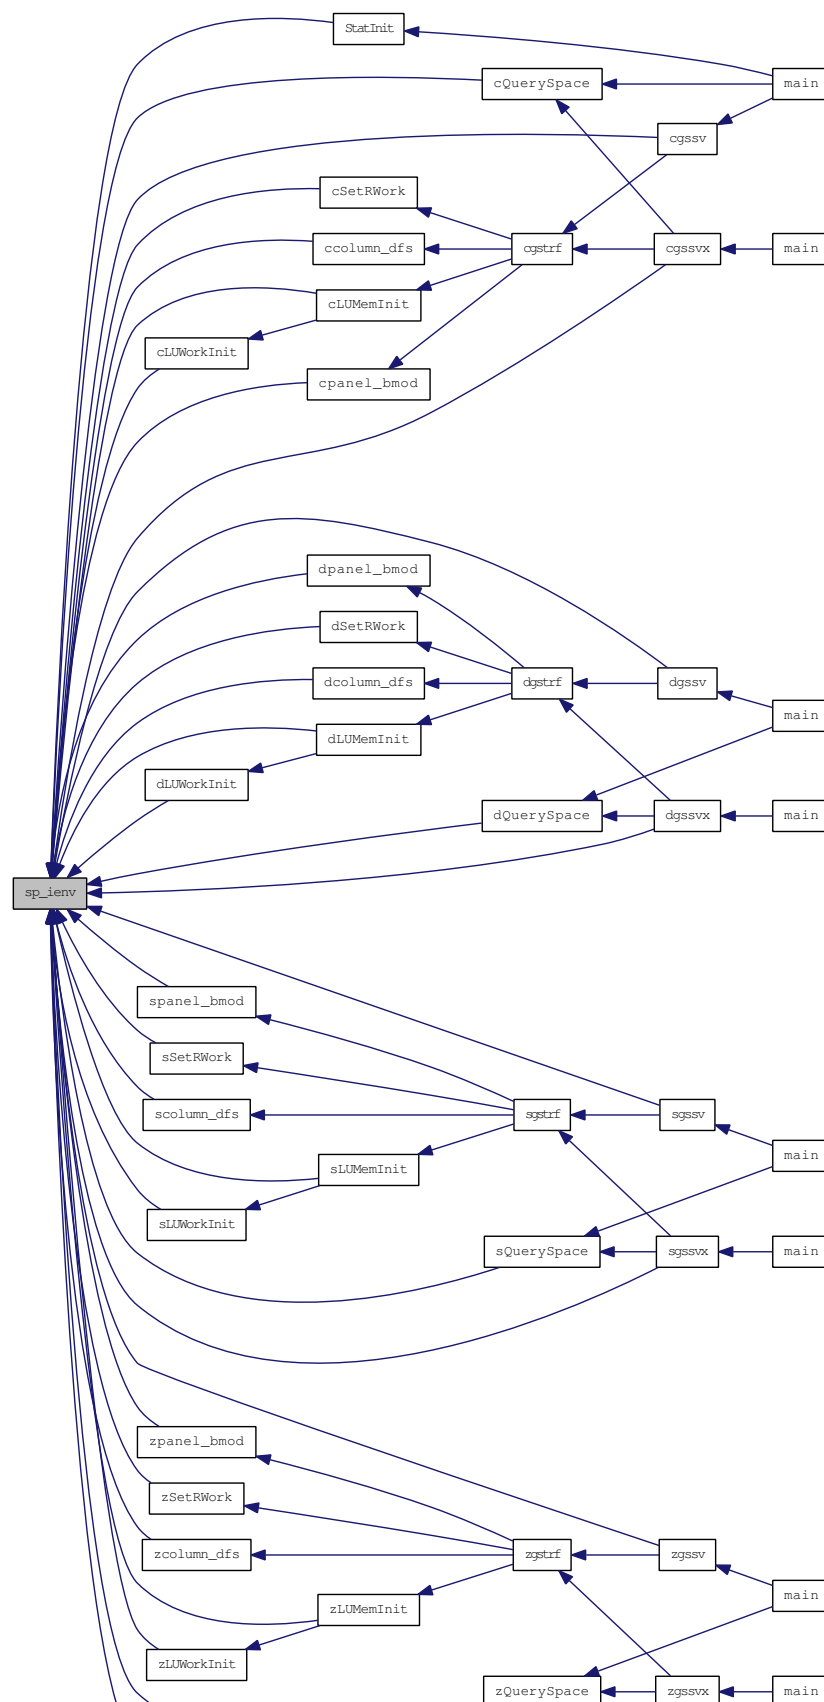 StatInit
cQuerySpace
main
cgssv
cSetRWork
ccolumn_dfs
cgstrf
cgssvx
main
cLUMemInit
cLUWorkInit
cpanel_bmod
dpanel_bmod
dSetRWork
dcolumn_dfs
dgstrf
dgssv
main
dLUMemInit
dLUWorkInit
dQuerySpace
dgssvx
main
sp_ienv
spanel_bmod
sSetRWork
scolumn_dfs
sgstrf
sgssv
main
sLUMemInit
sLUWorkInit
sQuerySpace
sgssvx
main
zpanel_bmod
zSetRWork
zcolumn_dfs
zgstrf
zgssv
main
zLUMemInit
zLUWorkInit
zQuerySpace
zgssvx
main